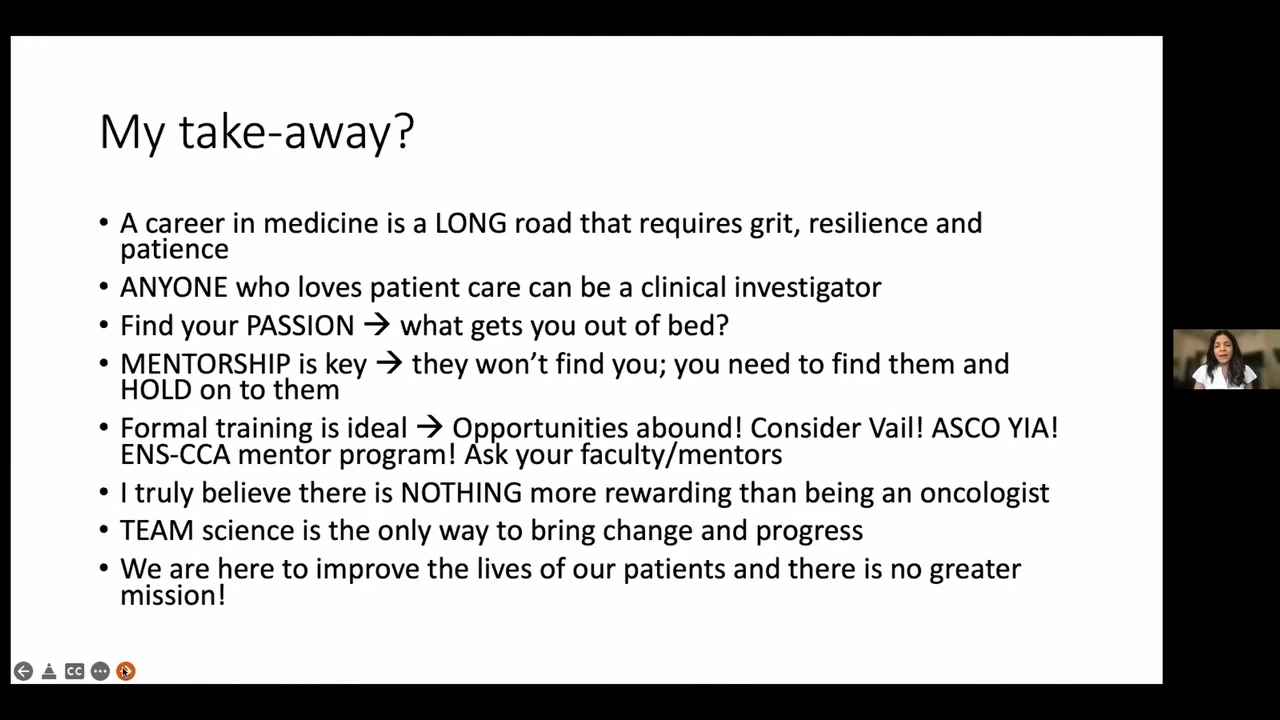 My take-away?
• A career in medicine is a LONG road that requires grit, resilience and
patience
• ANYONE who loves patient care can be a clinical investigator
• Find your PASSION → what gets you out of bed?
• MENTORSHIP is key → they won’t find you; you need to find them and
HOLD on to them
• Formal training is ideal → Opportunities abound! Consider Vail! ASCO YIA!
ENS-CCA mentor program! Ask your faculty/mentors
• I truly believe there is NOTHING more rewarding than being an oncologist
• TEAM science is the only way to bring change and progress
• We are here to improve the lives of our patients and there is no greater
mission!
CC